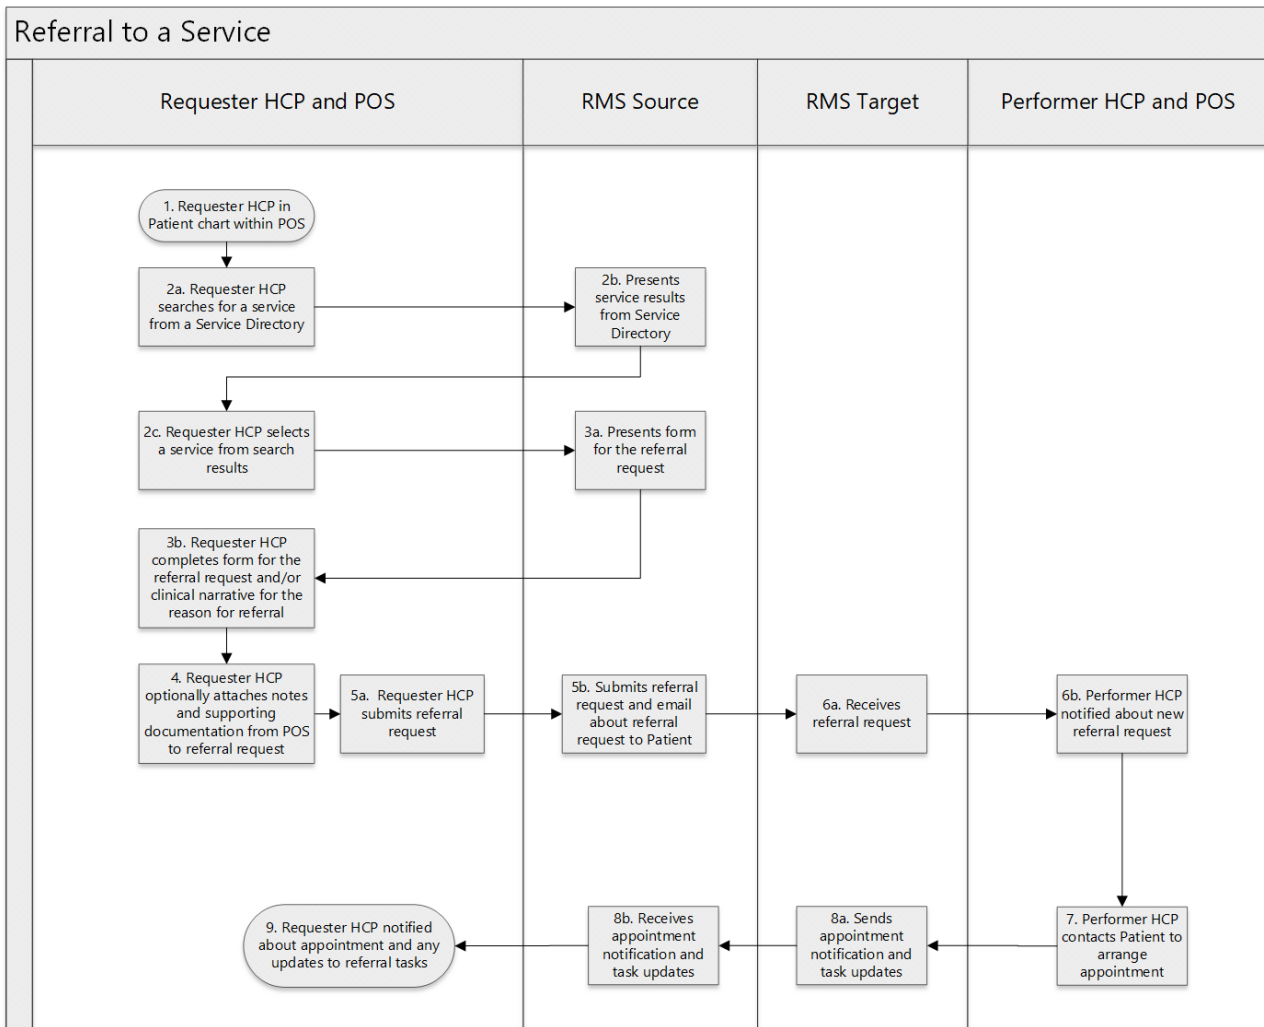 Referral to a Service
Requester HCP and POS
RMS Source
RMS Target
Performer HCP and POS
1. Requester HCP in
Patient chart within POS
2a. Requester HCP
searches for a service
from a Service Directory
2b. Presents
service results
from Service
Directory
2c. Requester HCP selects
a service from search
results
3a. Presents form
for the referral
request
3b. Requester HCP
completes form for the
referral request and/or
clinical narrative for the
reason for referral
4. Requester HCP
optionally attaches notes
and supporting
documentation from POS
to referral request
5a.  Requester HCP
submits referral
request
5b. Submits referral
request and email
about referral
request to Patient
6a. Receives
referral request
6b. Performer HCP
notified about new
referral request
7. Performer HCP
contacts Patient to
arrange
appointment
8a. Sends
appointment
notification and
task updates
8b. Receives
appointment
notification and
task updates
9. Requester HCP notified
about appointment and any
updates to referral tasks